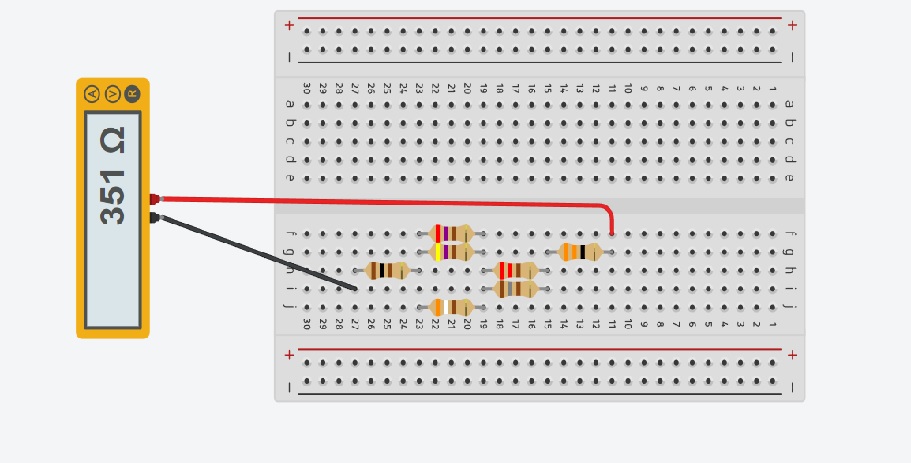 A V R
351 Ω
+ +
— —
30 29 28 27 26 25 24 23 22 21 20 19 18 17 16 15 14 13 12 11 10 9 8 7 6 5 4 3 2 1
a a
b b
c c
d d
e e
f f
g g
h h
i i
j j
30 29 28 27 26 25 24 23 22 21 20 19 18 17 16 15 14 13 12 11 10 9 8 7 6 5 4 3 2 1
+ +
— —